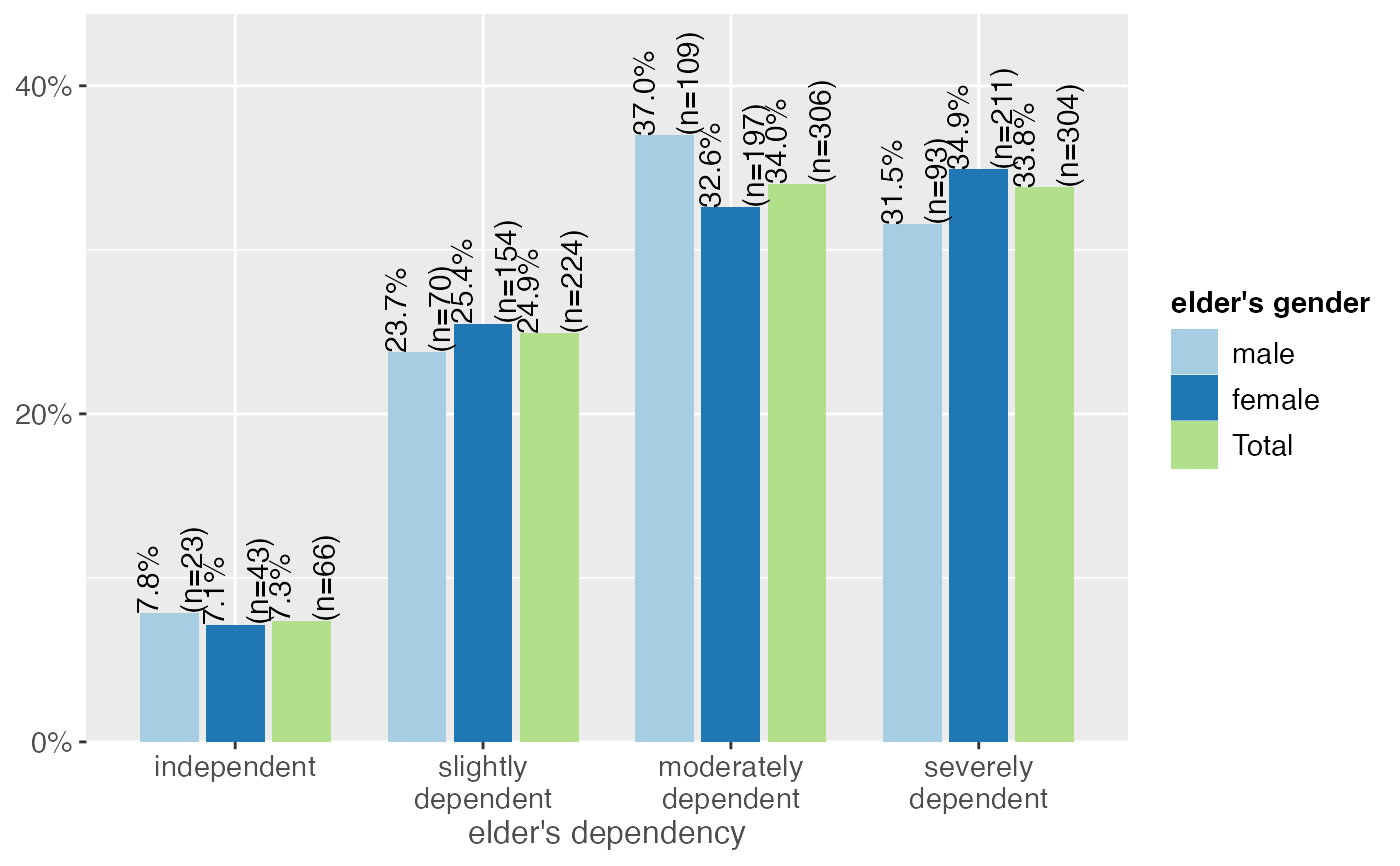 40%
20%
0%
7.8%
(n=23)
7.1%
(n=43)
7.3%
(n=66)
23.7%
(n=70)
25.4%
(n=154)
24.9%
(n=224)
37.0%
(n=109)
32.6%
(n=197)
34.0%
(n=306)
31.5%
(n=93)
34.9%
(n=211)
33.8%
(n=304)
independent
slightly
dependent
moderately
dependent
severely
dependent
elder's dependency
elder's gender
male
female
Total